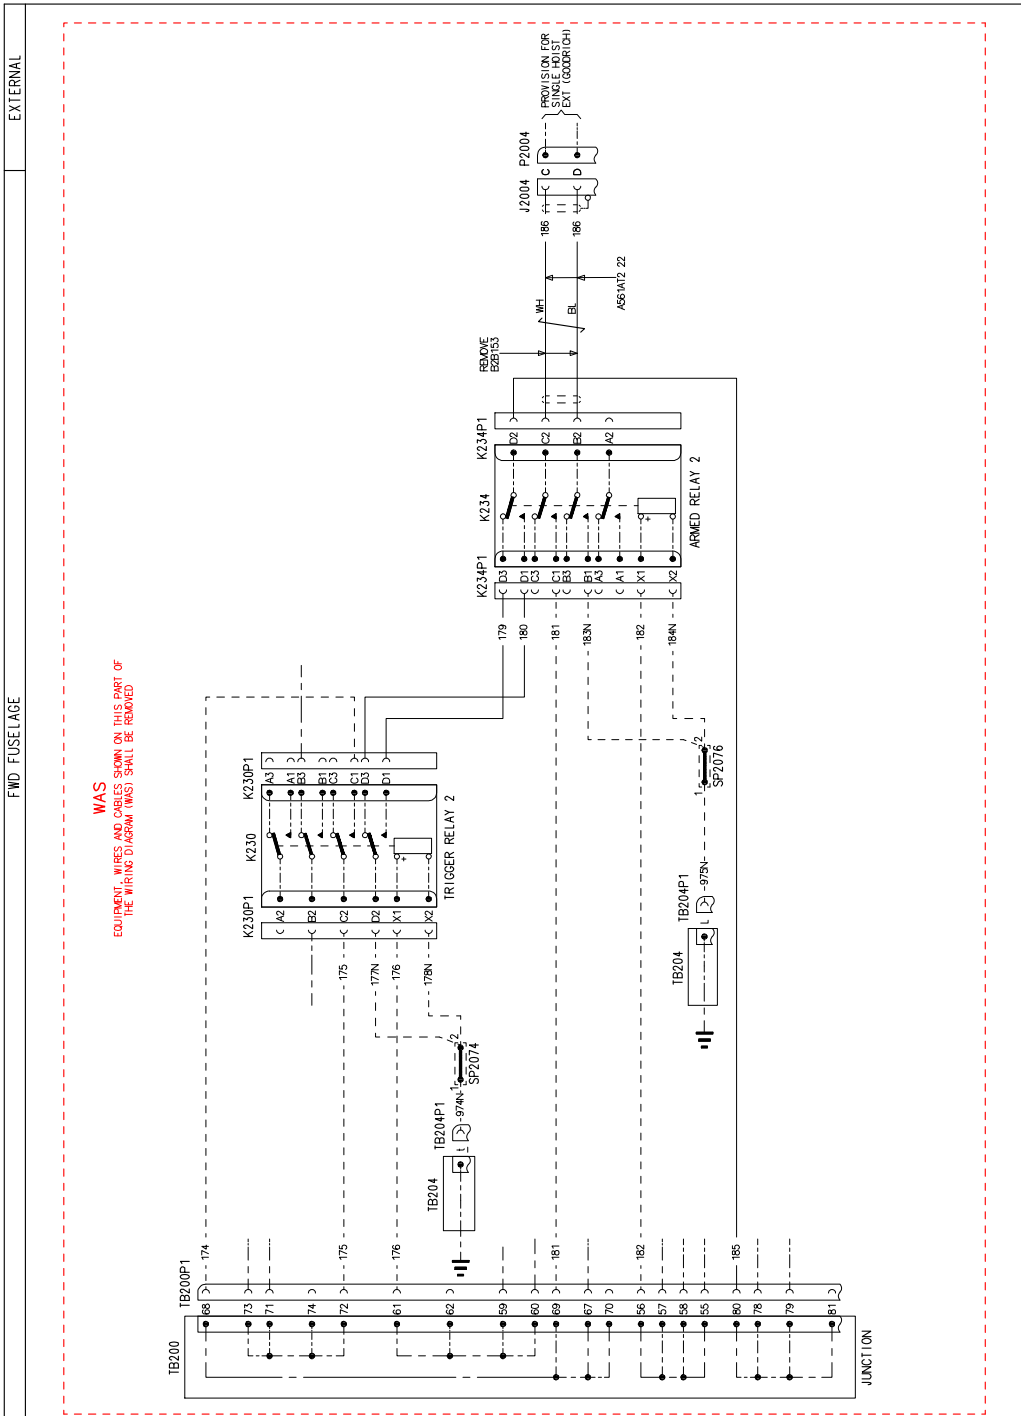 EXTERNAL
FWD FUSELAGE
WAS
EQUIPMENT, WIRES AND CABLES SHOWN ON THIS PART OF
THE WIRING DIAGRAM (WAS) SHALL BE REMOVED
PROVISION FOR
SINGLE HOIST
EXT (GOODRICH)
P2004
J2004
C
D
186
186
A561AT2 22
WH
BL
REMOVE
B2B153
K234P1
D2
C2
B2
A2
K234
ARMED RELAY 2
+
K234P1
D3
D1
C3
C1
B3
B1
A3
A1
X1
X2
179
180
181
183N
182
184N
K230P1
A3
A1
B3
B1
C3
C1
D3
D1
K230
TRIGGER RELAY 2
+
K230P1
A2
B2
C2
D2
X1
X2
175
177N
176
178N
2
SP2076
1
975N
TB204P1
L
TB204
2
SP2074
1
974N
TB204P1
t
TB204
174
175
176
181
182
185
TB200P1
68
73
71
74
72
61
62
59
60
69
67
70
56
57
58
55
80
78
79
81
TB200
JUNCTION